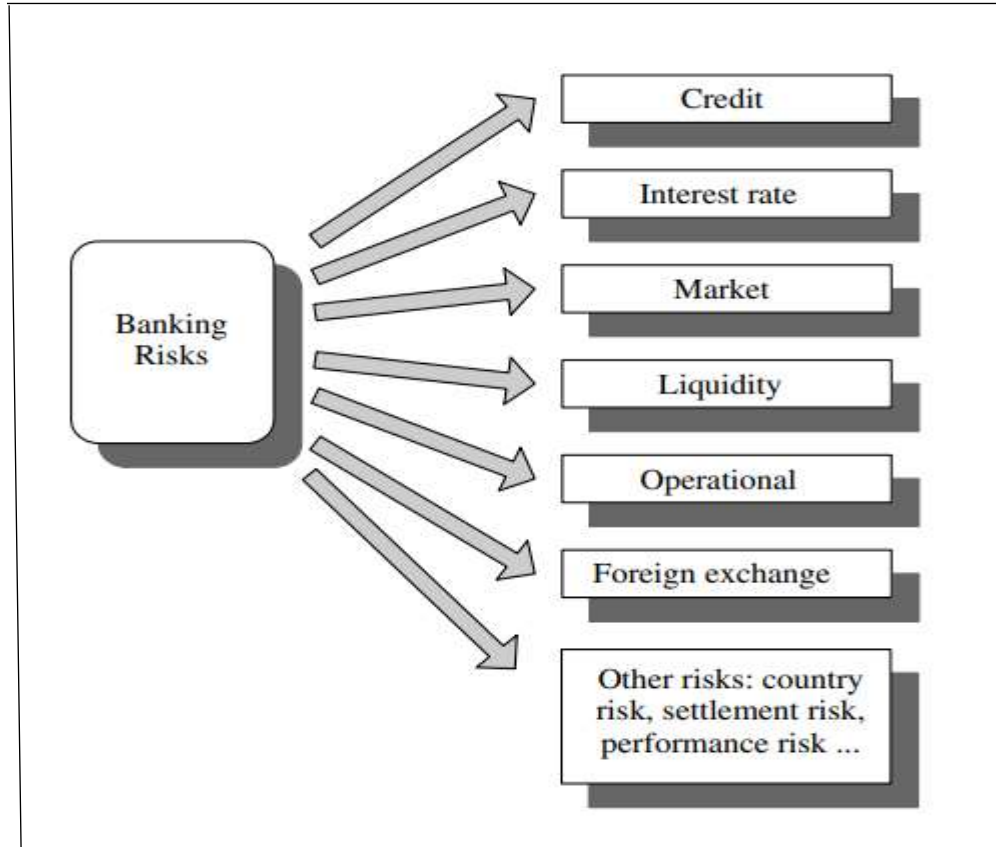 Banking
Risks
Credit
Interest rate
Market
Liquidity
Operational
Foreign exchange
Other risks: country
risk, settlement risk,
performance risk ...